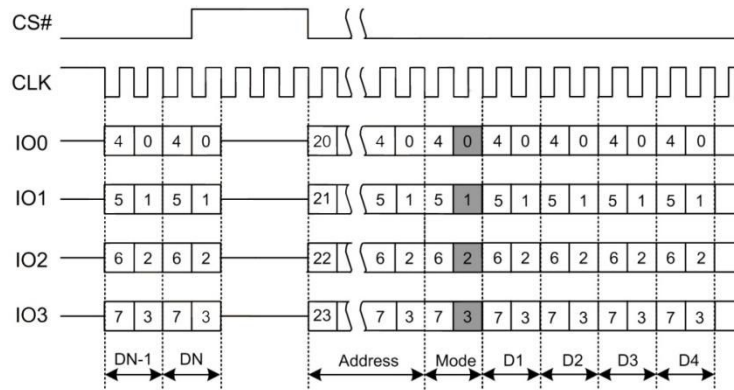 CS#
CLK
IO0 4 0 4 0 20 4 0 4 0 4 0 4 0 4 0 4 0
IO1 5 1 5 1 21 5 1 5 1 5 1 5 1 5 1 5 1
IO2 6 2 6 2 22 6 2 6 2 6 2 6 2 6 2 6 2
IO3 7 3 7 3 23 7 3 7 3 7 3 7 3 7 3 7 3
DN-1 DN Address Mode D1 D2 D3 D4